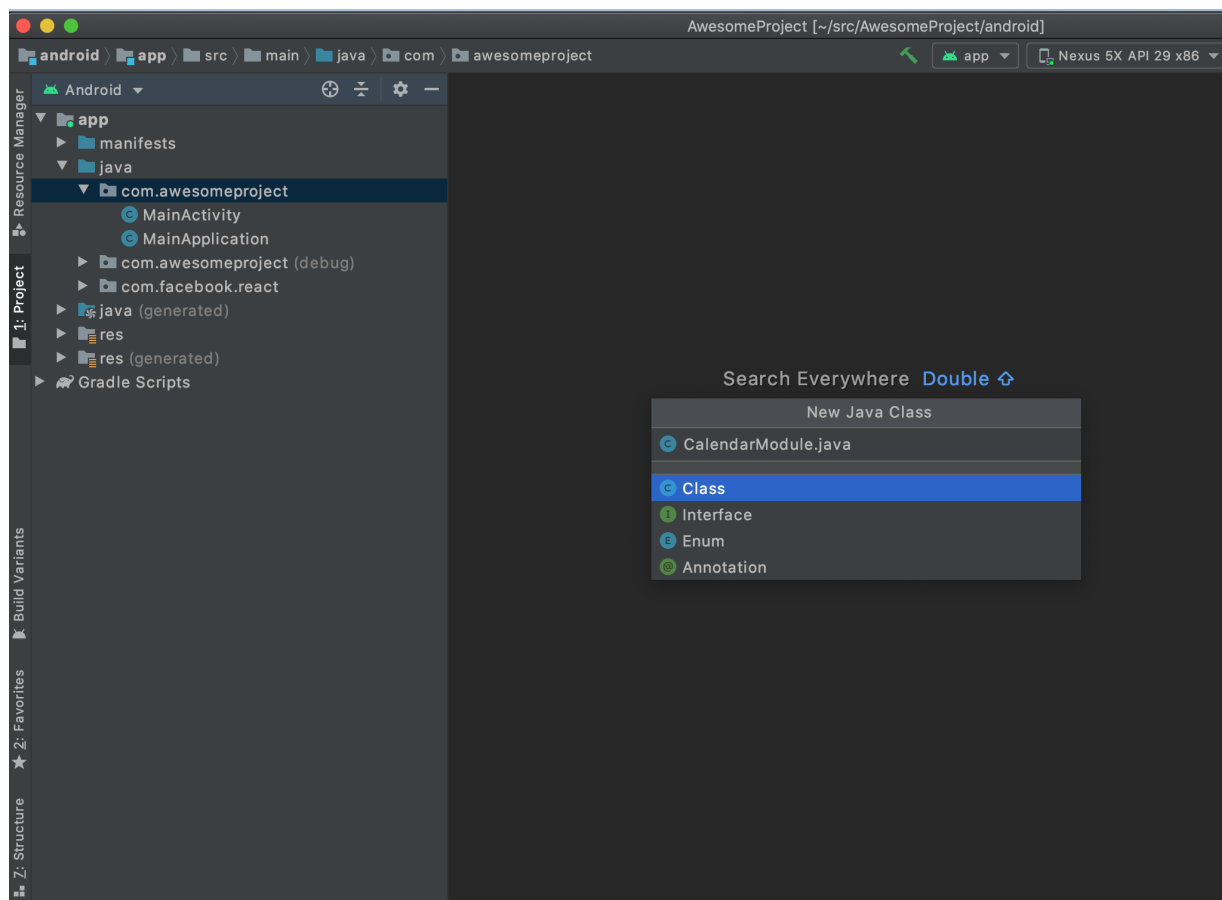 AwesomeProject [~/src/AwesomeProject/android]
android app src main java com awesomeproject app Nexus 5X API 29 x86
Android
app
manifests
java
com.awesomeproject
MainActivity
MainApplication
com.awesomeproject (debug)
com.facebook.react
java (generated)
res
res (generated)
Gradle Scripts
Resource Manager
1: Project
Build Variants
2: Favorites
Z: Structure
Search Everywhere Double ⇧
New Java Class
CalendarModule.java
Class
Interface
Enum
Annotation